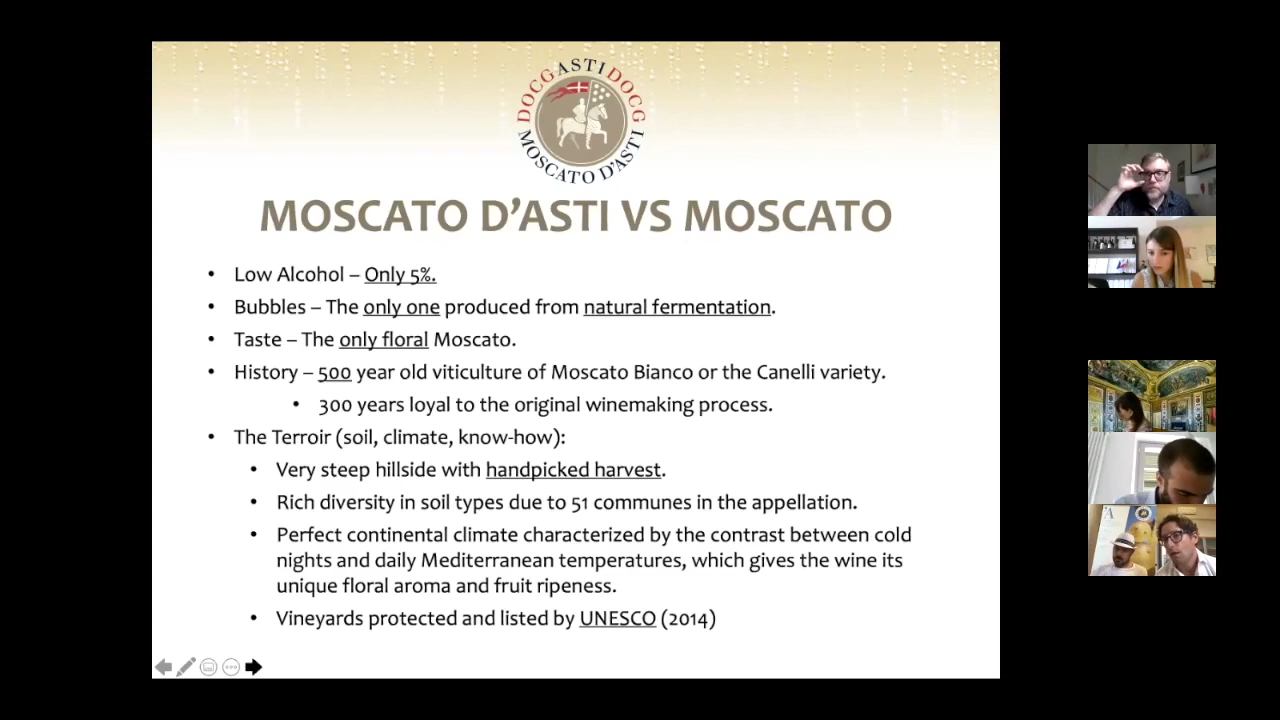 DOCG ASTI DOCG
MOSCATO D'ASTI
MOSCATO D'ASTI VS MOSCATO
• Low Alcohol – Only 5%.
• Bubbles – The only one produced from natural fermentation.
• Taste – The only floral Moscato.
• History – 500 year old viticulture of Moscato Bianco or the Canelli variety.
• 300 years loyal to the original winemaking process.
• The Terroir (soil, climate, know-how):
• Very steep hillside with handpicked harvest.
• Rich diversity in soil types due to 51 communes in the appellation.
• Perfect continental climate characterized by the contrast between cold
nights and daily Mediterranean temperatures, which gives the wine its
unique floral aroma and fruit ripeness.
• Vineyards protected and listed by UNESCO (2014)